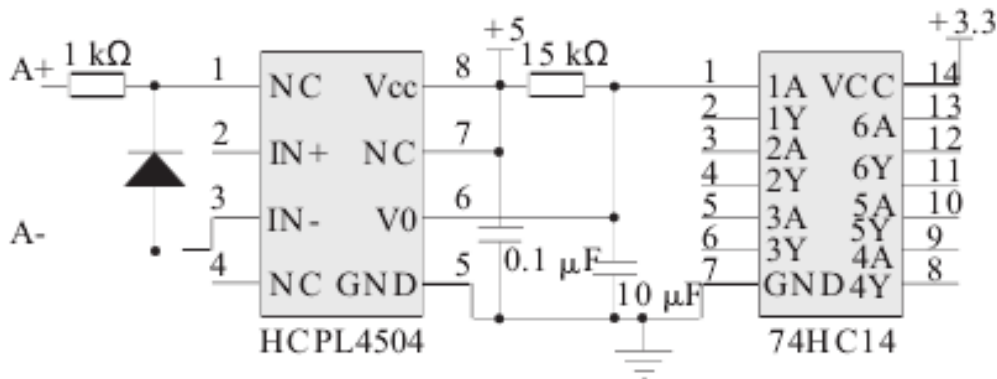 +3.3
+5
A+ 1 kΩ 1 NC Vcc 8 15 kΩ 1 1A VCC 14
2 1Y 6A 13
2 IN+ NC 7 3 2A 6Y 12
4 2Y 5A 11
A- 3 IN- V0 6 5 3A 5Y 10
6 3Y 4A 9
4 NC GND 5 0.1 μF 10 μF 7 GND 4Y 8
HCPL4504 74HC14